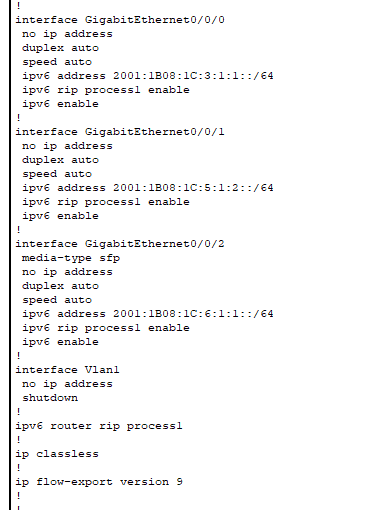 !
interface GigabitEthernet0/0/0
no ip address
duplex auto
speed auto
ipv6 address 2001:1B08:1C:3:1:1::/64
ipv6 rip process1 enable
ipv6 enable
!
interface GigabitEthernet0/0/1
no ip address
duplex auto
speed auto
ipv6 address 2001:1B08:1C:5:1:2::/64
ipv6 rip process1 enable
ipv6 enable
!
interface GigabitEthernet0/0/2
media-type sfp
no ip address
duplex auto
speed auto
ipv6 address 2001:1B08:1C:6:1:1::/64
ipv6 rip process1 enable
ipv6 enable
!
interface Vlan1
no ip address
shutdown
!
ipv6 router rip process1
!
ip classless
!
ip flow-export version 9
!
!